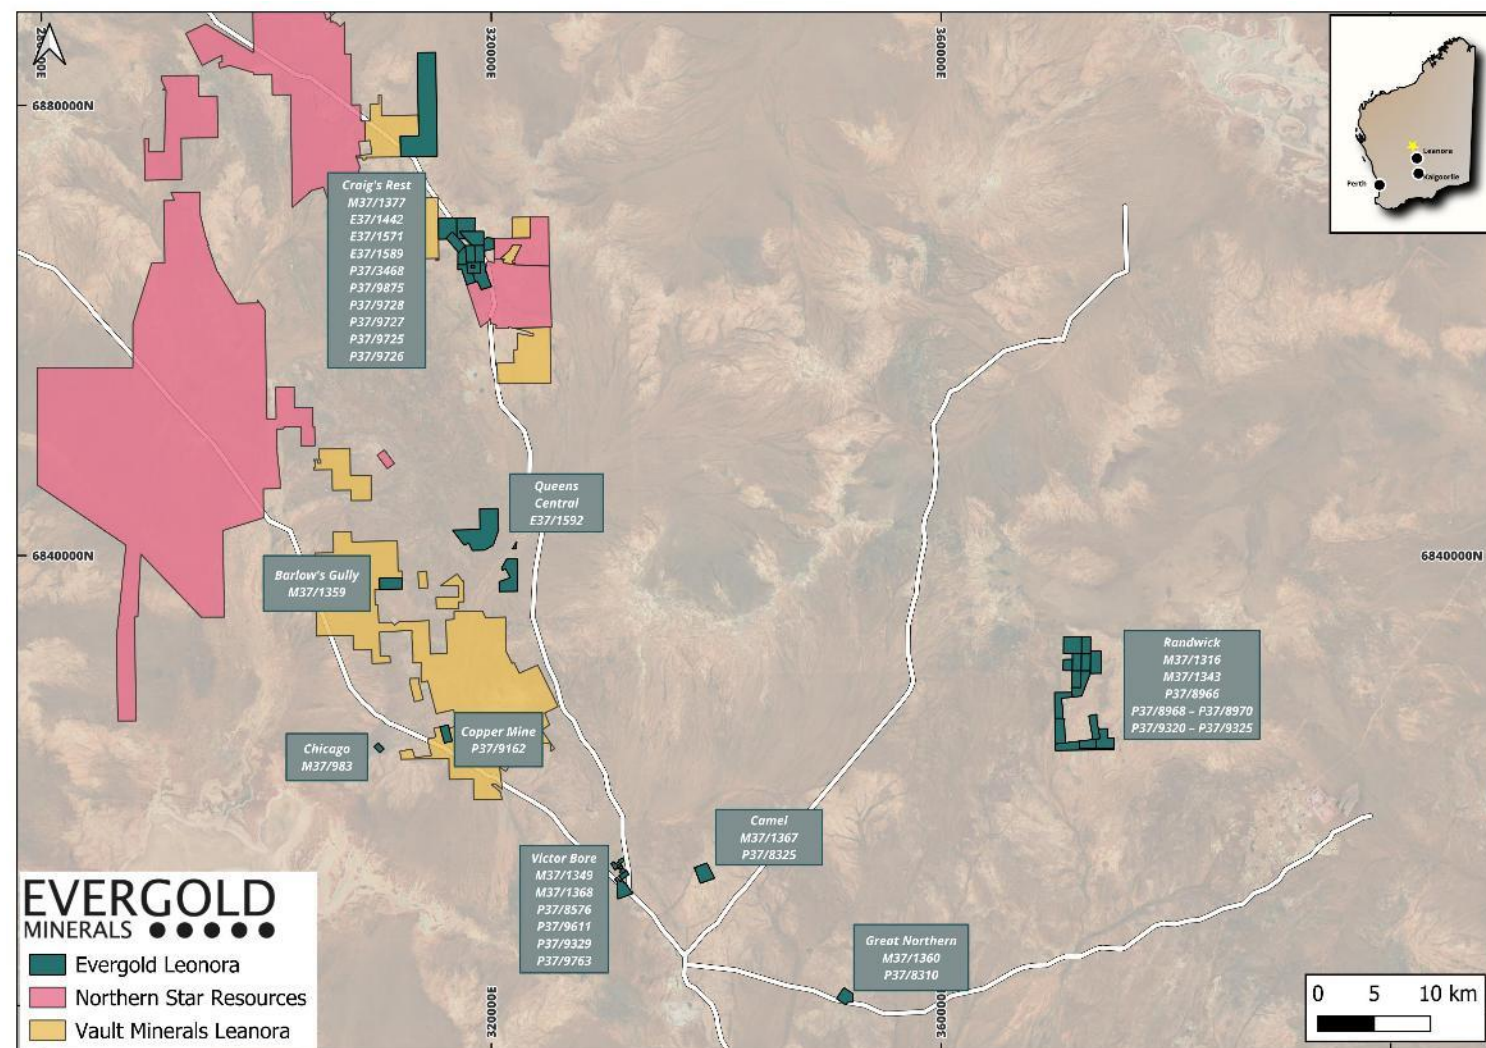 320000E
360000E
6880000N
Leanora
Kalgoorlie
Perth
Craig's Rest
M37/1377
E37/1442
E37/1571
E37/1589
P37/3468
P37/9875
P37/9728
P37/9727
P37/9725
P37/9726
Queens
Central
E37/1592
6840000N
6840000N
Barlow's Gully
M37/1359
Randwick
M37/1316
M37/1343
P37/8966
P37/8968 – P37/8970
P37/9320 – P37/9325
Copper Mine
P37/9162
Chicago
M37/983
Camel
M37/1367
P37/8325
Victor Bore
M37/1349
M37/1368
P37/8576
P37/9611
P37/9329
P37/9763
Great Northern
M37/1360
P37/8310
EVERGOLD
MINERALS
Evergold Leonora
Northern Star Resources
Vault Minerals Leanora
320000E
360000E
0 5 10 km